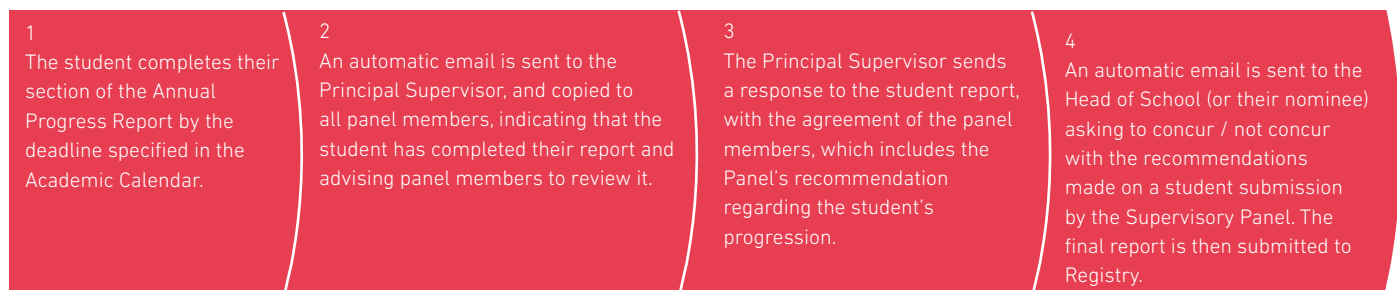 1
The student completes their
section of the Annual
Progress Report by the
deadline specified in the
Academic Calendar.
2
An automatic email is sent to the
Principal Supervisor, and copied to
all panel members, indicating that the
student has completed their report and
advising panel members to review it.
3
The Principal Supervisor sends
a response to the student report,
with the agreement of the panel
members, which includes the
Panel's recommendation
regarding the student's
progression.
4
An automatic email is sent to the
Head of School (or their nominee)
asking to concur / not concur
with the recommendations
made on a student submission
by the Supervisory Panel. The
final report is then submitted to
Registry.